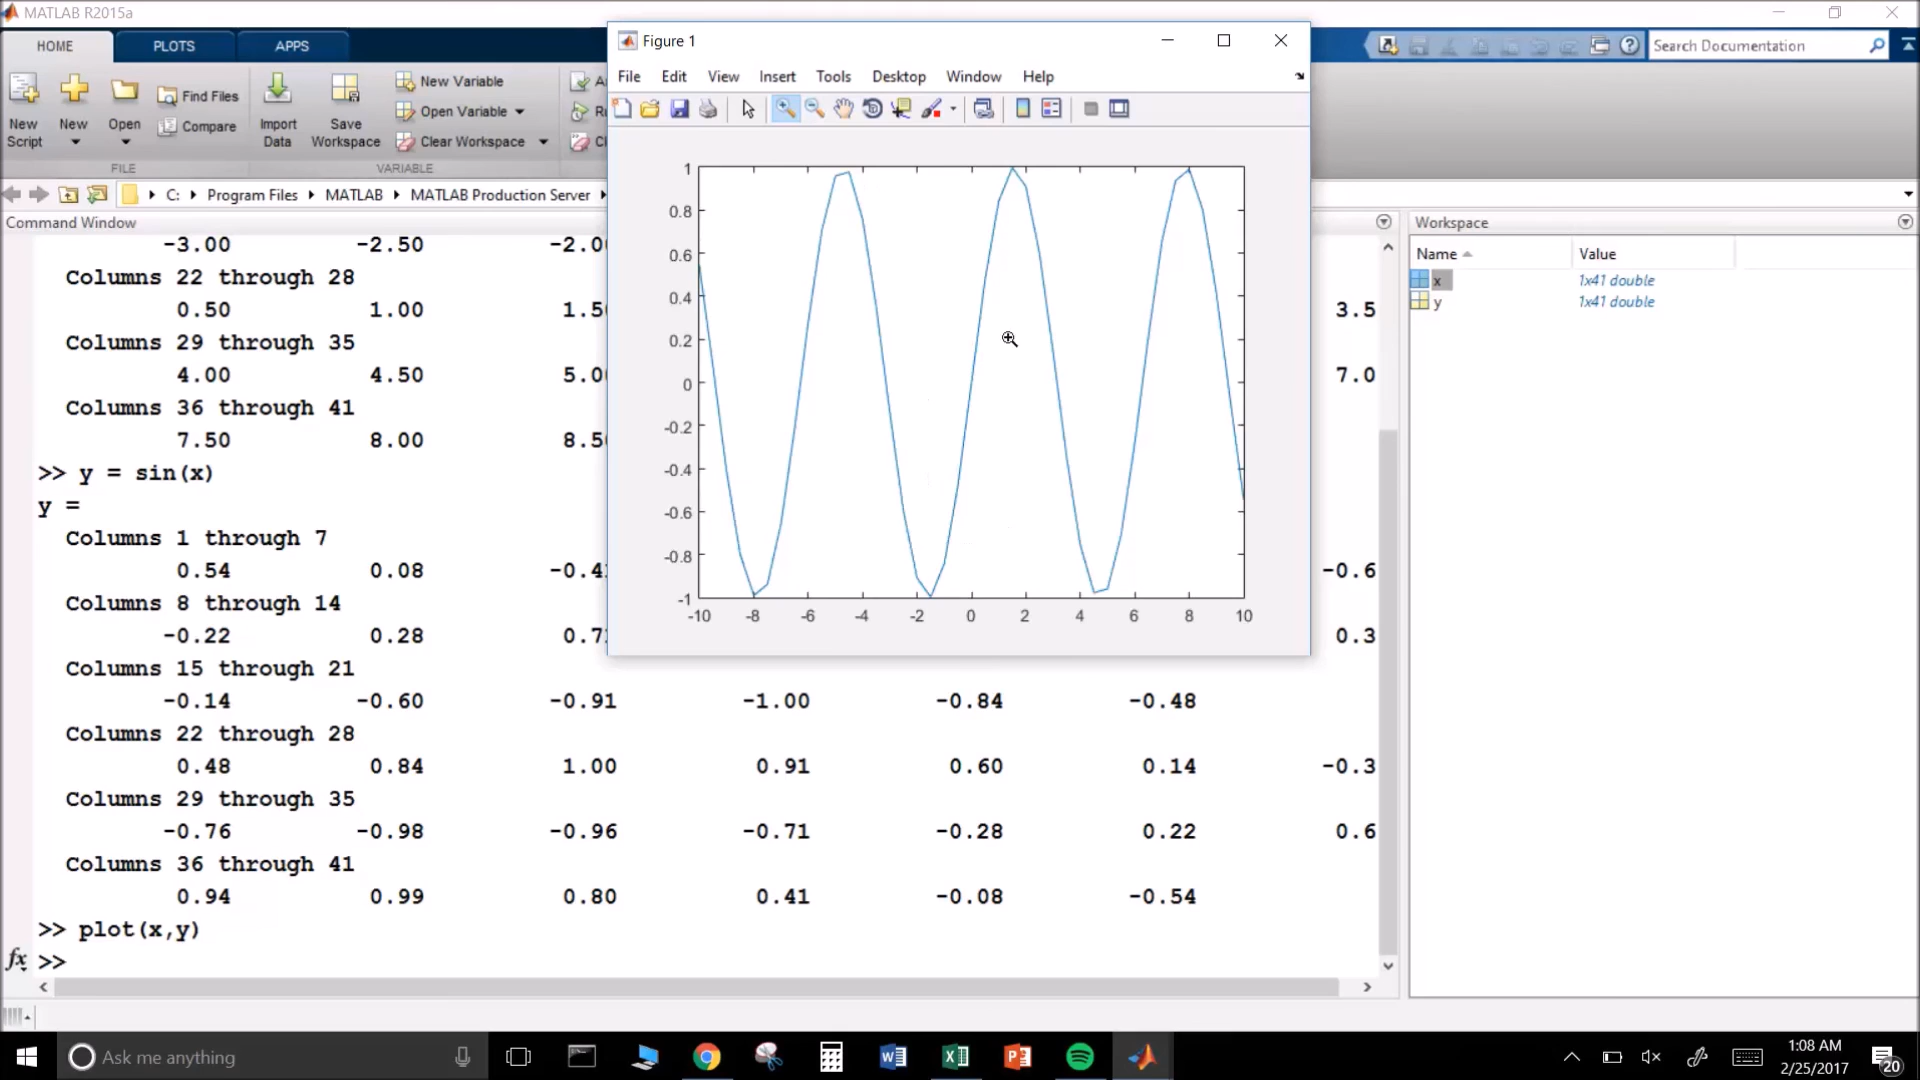 MATLAB R2015a
HOME PLOTS APPS
Search Documentation
New Script
New
Open
Find Files
Compare
Import Data
Save Workspace
New Variable
Open Variable
Clear Workspace
FILE
VARIABLE
C: Program Files MATLAB MATLAB Production Server
Command Window
-3.00 -2.50
Columns 22 through 28
0.50 1.00
Columns 29 through 35
4.00 4.50
Columns 36 through 41
7.50 8.00
>> y = sin(x)
y =
Columns 1 through 7
0.54 0.08
Columns 8 through 14
-0.22 0.28
Columns 15 through 21
-0.14 -0.60 -0.91 -1.00 -0.84 -0.48
Columns 22 through 28
0.48 0.84 1.00 0.91 0.60 0.14 -0.3
Columns 29 through 35
-0.76 -0.98 -0.96 -0.71 -0.28 0.22 0.6
Columns 36 through 41
0.94 0.99 0.80 0.41 -0.08 -0.54
>> plot(x,y)
fx >>
3.5
7.0
-0.6
0.3
Figure 1
File Edit View Insert Tools Desktop Window Help
1
0.8
0.6
0.4
0.2
0
-0.2
-0.4
-0.6
-0.8
-1
-10 -8 -6 -4 -2 0 2 4 6 8 10
Workspace
Name Value
x 1x41 double
y 1x41 double
Ask me anything
1:08 AM
2/25/2017
20